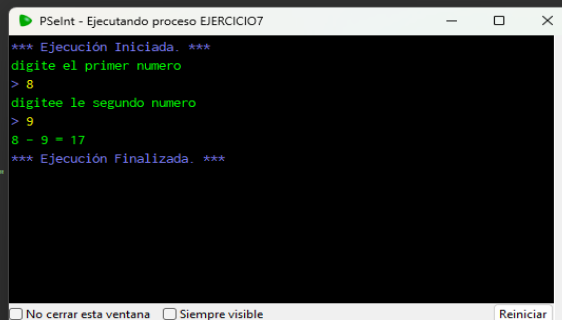 PSeInt - Ejecutando proceso EJERCICIO7
*** Ejecución Iniciada. ***
digite el primer numero
> 8
digitee le segundo numero
> 9
8 - 9 = 17
*** Ejecución Finalizada. ***
No cerrar esta ventana Siempre visible Reiniciar